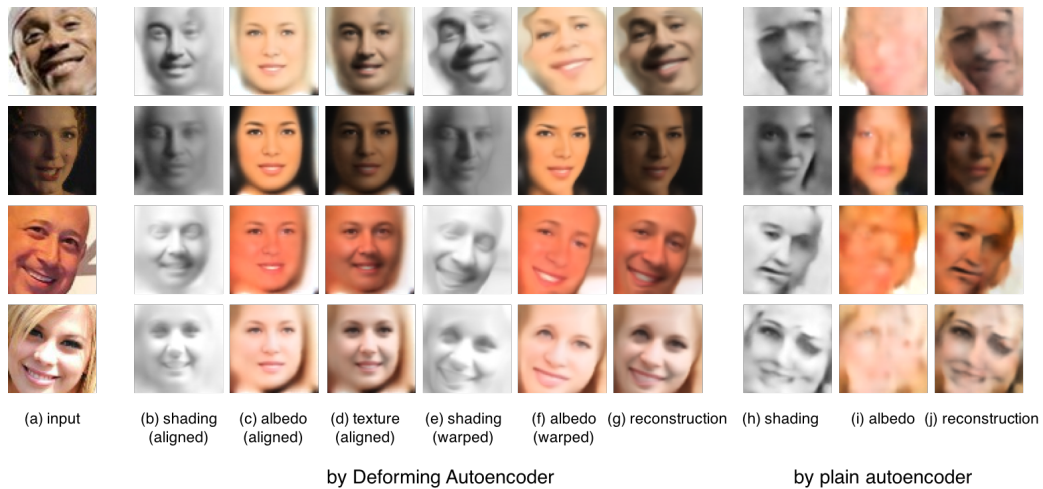 (a) input
(b) shading
(aligned)
(c) albedo
(aligned)
(d) texture
(aligned)
(e) shading
(warped)
(f) albedo
(warped)
(g) reconstruction
(h) shading
(i) albedo
(j) reconstruction
by Deforming Autoencoder
by plain autoencoder